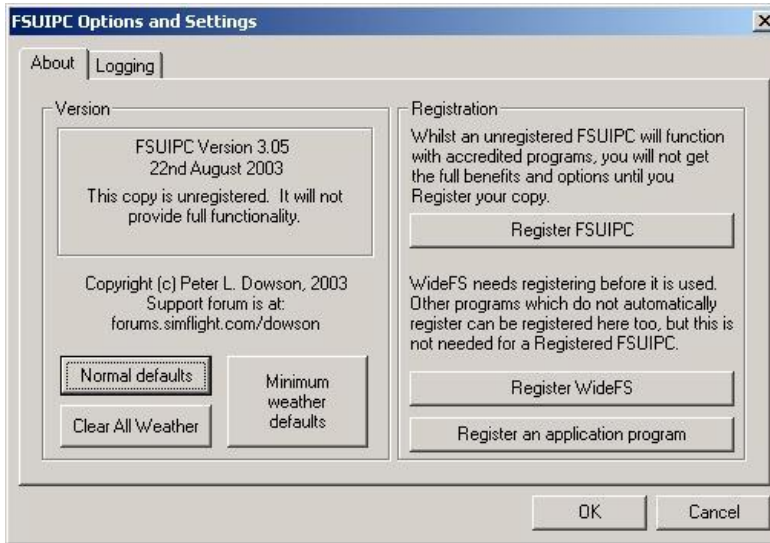 FSUIPC Options and Settings
About
Logging
Version
FSUIPC Version 3.05
22nd August 2003
This copy is unregistered. It will not
provide full functionality.
Copyright (c) Peter L. Dowson, 2003
Support forum is at:
forums.simflight.com/dowson
Normal defaults
Clear All Weather
Minimum
weather
defaults
Registration
Whilst an unregistered FSUIPC will function
with accredited programs, you will not get
the full benefits and options until you
Register your copy.
Register FSUIPC
WideFS needs registering before it is used.
Other programs which do not automatically
register can be registered here too, but this is
not needed for a Registered FSUIPC.
Register WideFS
Register an application program
OK
Cancel